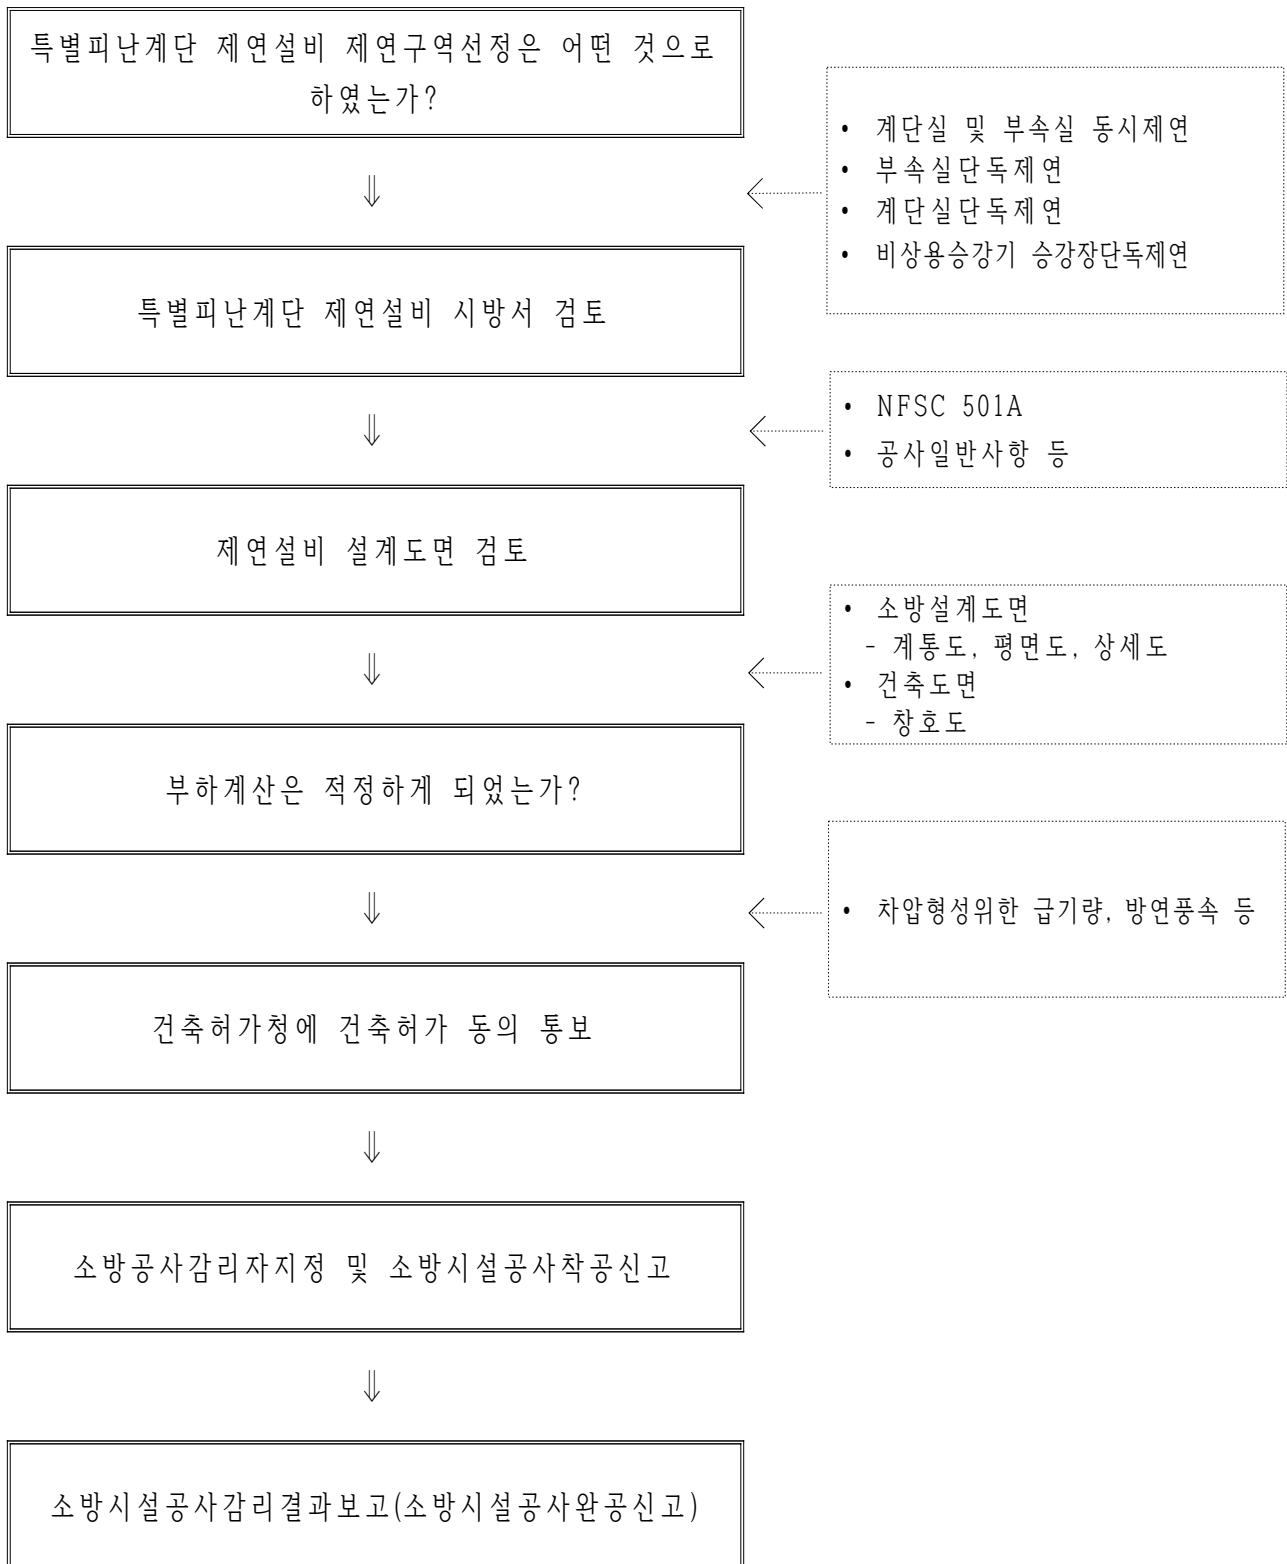 특별피난계단 제연설비 제연구역선정은 어떤 것으로
하였는가?
⇓
• 계단실 및 부속실 동시제연
• 부속실단독제연
• 계단실단독제연
• 비상용승강기 승강장단독제연
특별피난계단 제연설비 시방서 검토
⇓
• NFSC 501A
• 공사일반사항 등
제연설비 설계도면 검토
⇓
• 소방설계도면
- 계통도, 평면도, 상세도
• 건축도면
- 창호도
부하계산은 적정하게 되었는가?
⇓
• 차압형성위한 급기량, 방연풍속 등
건축허가청에 건축허가 동의 통보
⇓
소방공사감리자지정 및 소방시설공사착공신고
⇓
소방시설공사감리결과보고(소방시설공사완공신고)